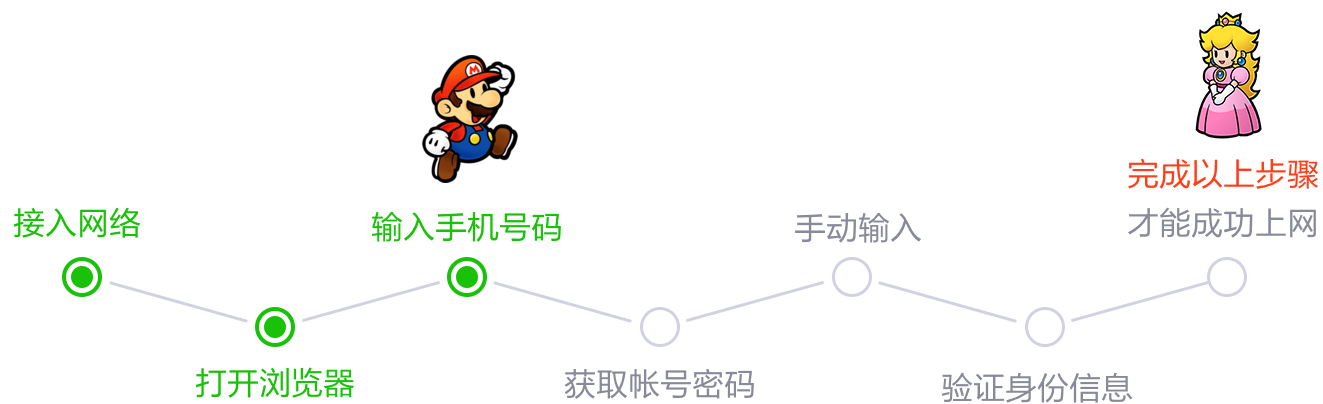 接入网络
打开浏览器
输入手机号码
获取帐号密码
手动输入
验证身份信息
完成以上步骤
才能成功上网